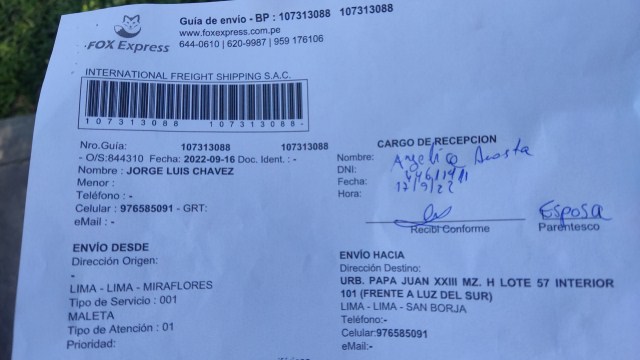 FOX Express
Guía de envío - BP : 107313088 107313088
www.foxexpress.com.pe
644-0610 | 620-9987 | 959 176106
INTERNATIONAL FREIGHT SHIPPING S.A.C.
107313088 107313088-
Nro.Guía: 107313088 107313088
- O/S:844310 Fecha: 2022-09-16 Doc. Ident. : -
Nombre : JORGE LUIS CHAVEZ
Menor :
Teléfono : -
Celular : 976585091 - GRT:
eMail : -
ENVÍO DESDE
Dirección Origen:
-
LIMA - LIMA - MIRAFLORES
Tipo de Servicio : 001
MALETA
Tipo de Atención : 01
Prioridad:
CARGO DE RECEPCION
Nombre: Angelica Acosta
DNI:
Fecha: 17/9/22
Hora:
Recibí Conforme
Esposa
Parentesco
ENVÍO HACIA
Dirección Destino:
URB. PAPA JUAN XXIII MZ. H LOTE 57 INTERIOR
101 (FRENTE A LUZ DEL SUR)
LIMA - LIMA - SAN BORJA
Teléfono:-
Celular:976585091
eMail:-